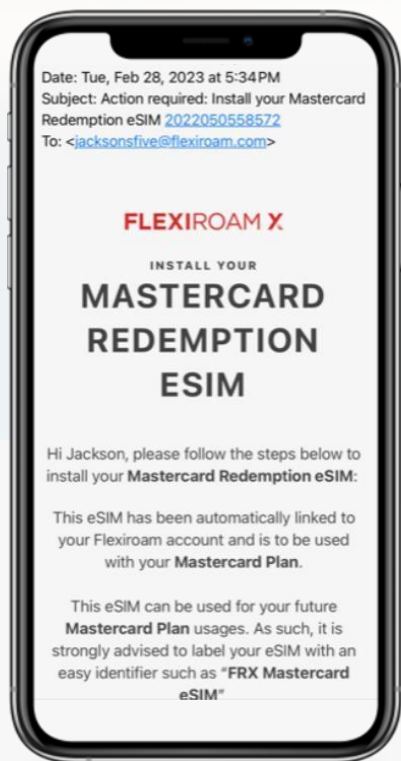 Date: Tue, Feb 28, 2023 at 5:34PM
Subject: Action required: Install your Mastercard
Redemption eSIM 2022050558572
To: <jacksonsfive@flexiroam.com>
FLEXIROAM X
INSTALL YOUR
MASTERCARD
REDEMPTION
ESIM
Hi Jackson, please follow the steps below to
install your Mastercard Redemption eSIM:
This eSIM has been automatically linked to
your Flexiroam account and is to be used
with your Mastercard Plan.
This eSIM can be used for your future
Mastercard Plan usages. As such, it is
strongly advised to label your eSIM with an
easy identifier such as "FRX Mastercard
eSIM"